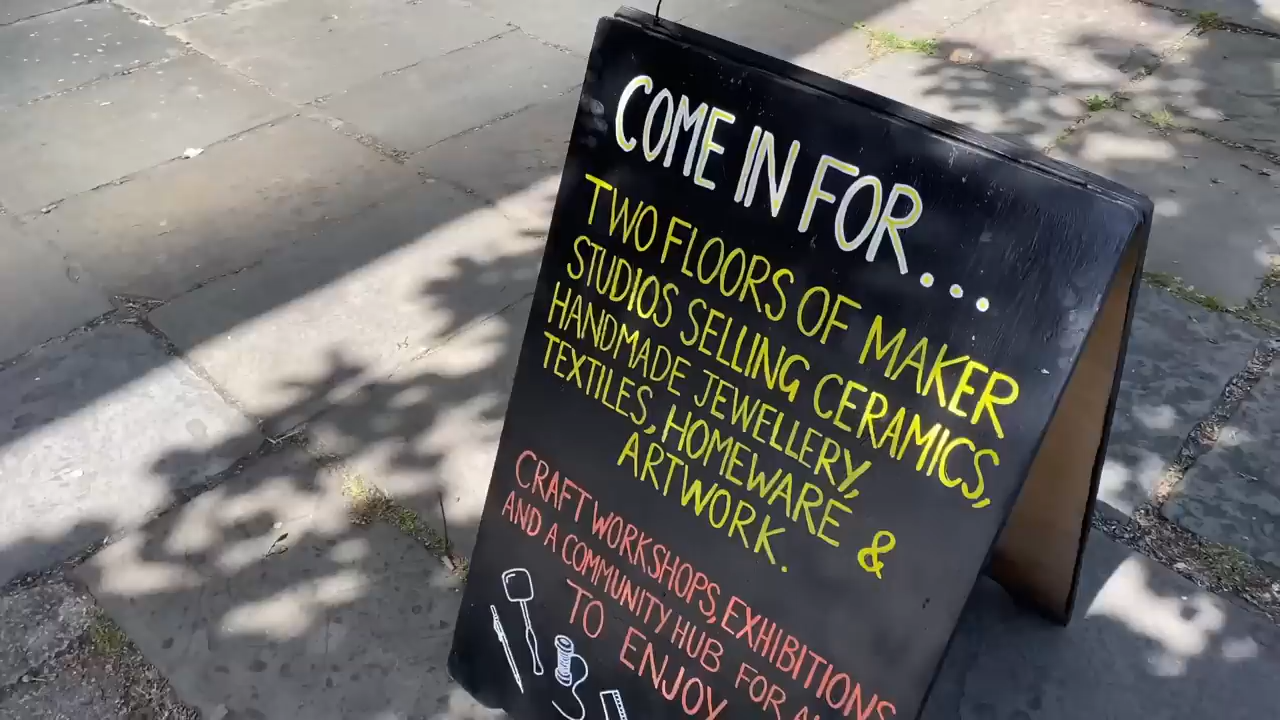 COME IN FOR...
TWO FLOORS OF MAKER
STUDIOS SELLING CERAMICS,
HANDMADE JEWELLERY,
TEXTILES, HOMEWARE &
ARTWORK.
CRAFT WORKSHOPS, EXHIBITIONS
AND A COMMUNITY HUB FOR
TO ENJOY